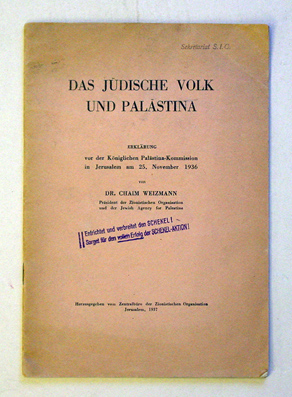 Sekretariat S.I.G.
DAS JÜDISCHE VOLK
UND PALÄSTINA
ERKLÄRUNG
vor der Königlichen Palästina-Kommission
in Jerusalem am 25. November 1936
von
DR. CHAIM WEIZMANN
Präsident der Zionistischen Organisation
und der Jewish Agency for Palestine
Entrichtet und verbreitet den SCHEKEL!
Sorget für den vollen Erfolg der SCHEKEL-AKTION!
Herausgegeben vom Zentralbüro der Zionistischen Organisation
Jerusalem, 1937